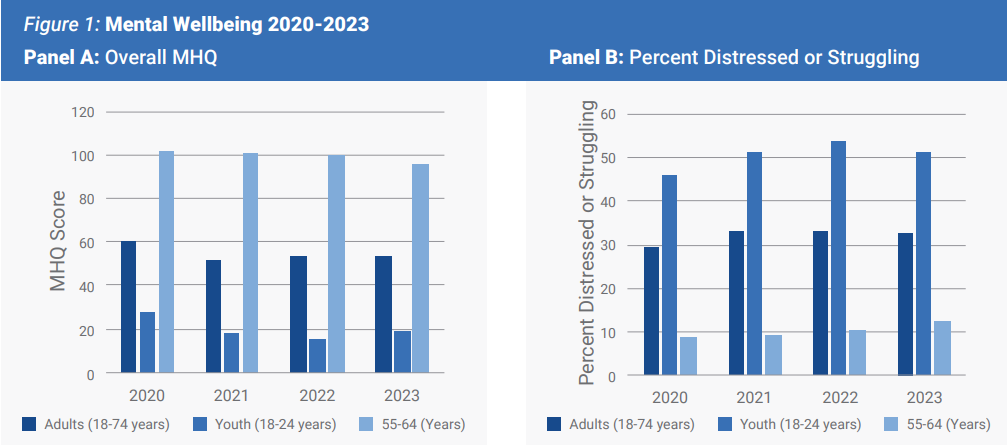 Figure 1: Mental Wellbeing 2020-2023
Panel A: Overall MHQ
Panel B: Percent Distressed or Struggling
MHQ Score
120
100
80
60
40
20
0
2020 2021 2022 2023
Adults (18-74 years) Youth (18-24 years) 55-64 (Years)
Percent Distressed or Struggling
60
50
40
30
20
10
0
2020 2021 2022 2023
Adults (18-74 years) Youth (18-24 years) 55-64 (Years)